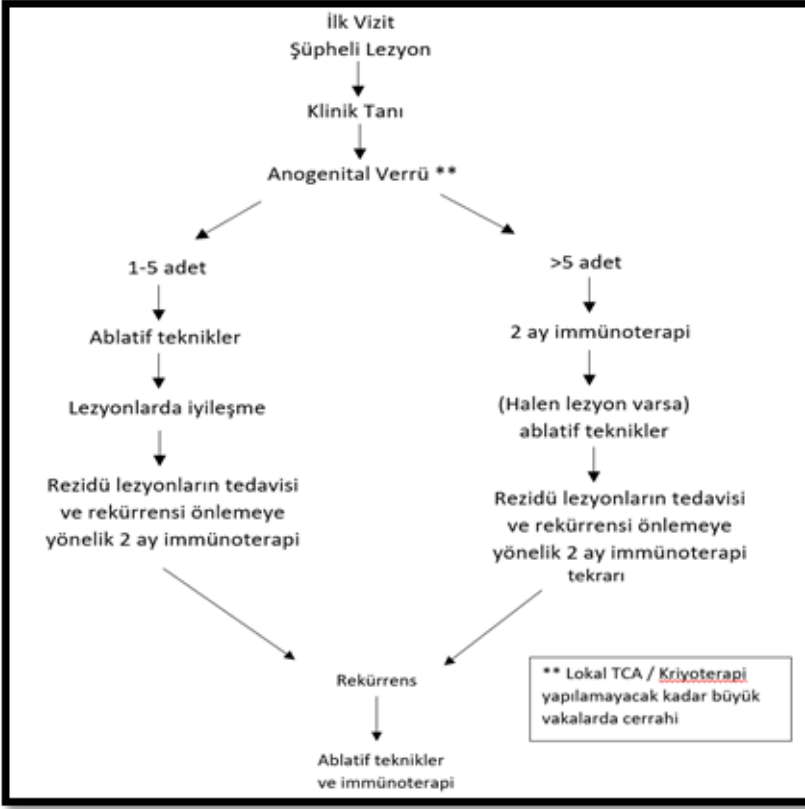 İlk Vizit
Şüpheli Lezyon
Klinik Tanı
Anogenital Verrü **
1-5 adet
Ablatif teknikler
Lezyonlarda iyileşme
Rezidü lezyonların tedavisi
ve rekürrensi önlemeye
yönelik 2 ay immünoterapi
>5 adet
2 ay immünoterapi
(Halen lezyon varsa)
ablatif teknikler
Rezidü lezyonların tedavisi
ve rekürrensi önlemeye
yönelik 2 ay immünoterapi
tekrarı
Rekürrens
Ablatif teknikler
ve immünoterapi
** Lokal TCA / Kriyoterapi
yapılamayacak kadar büyük
vakalarda cerrahi